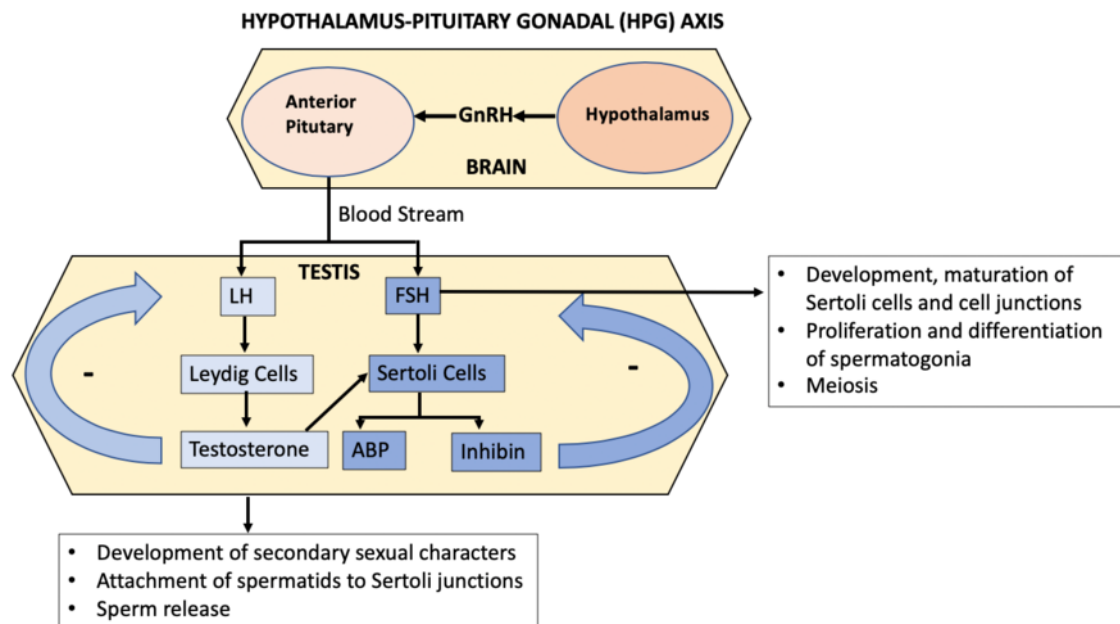 HYPOTHALAMUS-PITUITARY GONADAL (HPG) AXIS
Anterior
Pitutary
GnRH
Hypothalamus
BRAIN
Blood Stream
TESTIS
LH
FSH
-
Leydig Cells
Sertoli Cells
-
Testosterone
ABP
Inhibin
• Development, maturation of
Sertoli cells and cell junctions
• Proliferation and differentiation
of spermatogonia
• Meiosis
• Development of secondary sexual characters
• Attachment of spermatids to Sertoli junctions
• Sperm release